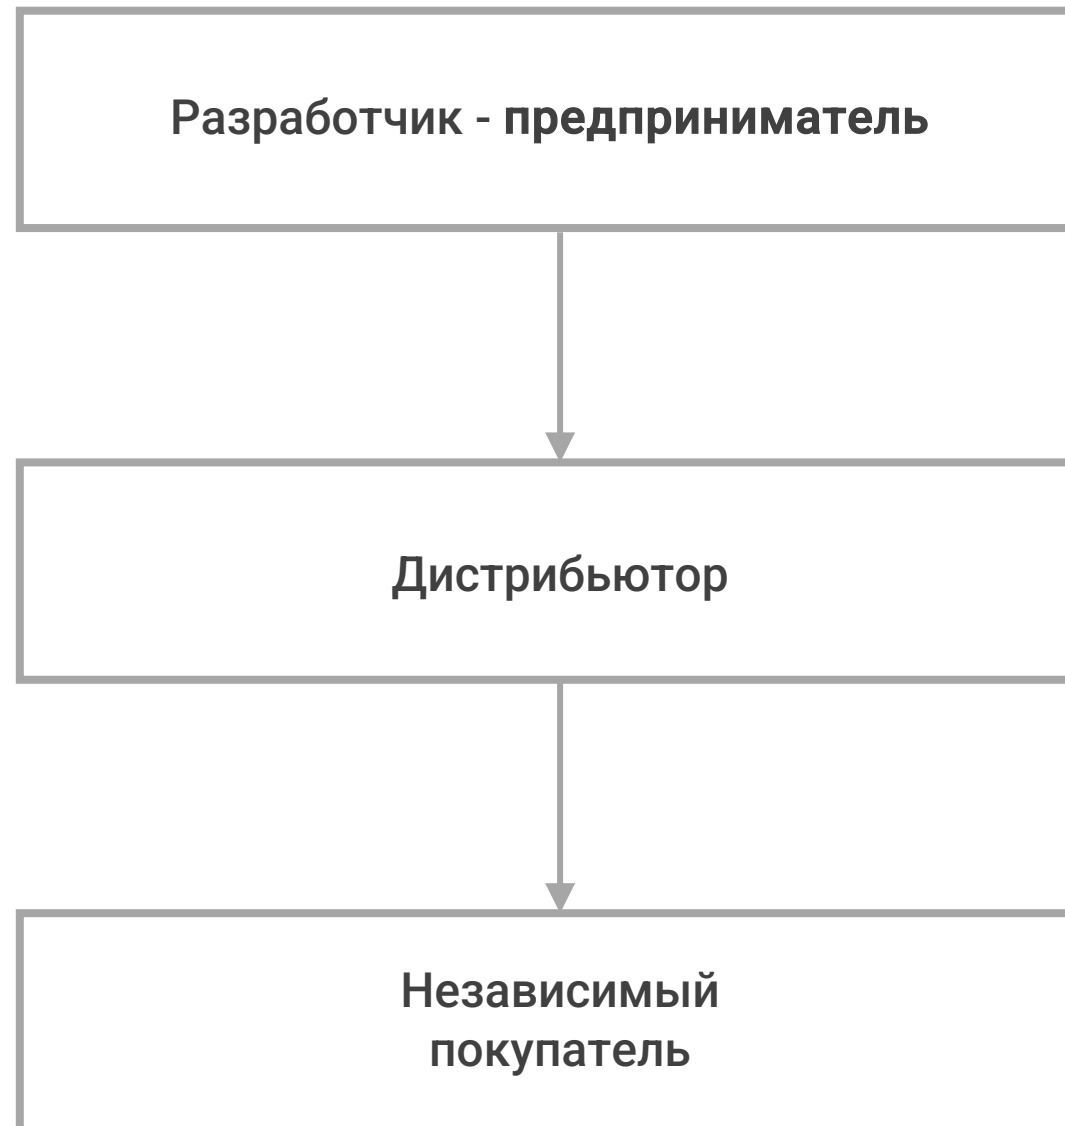 Разработчик - предприниматель
Дистрибьютор
Независимый
покупатель